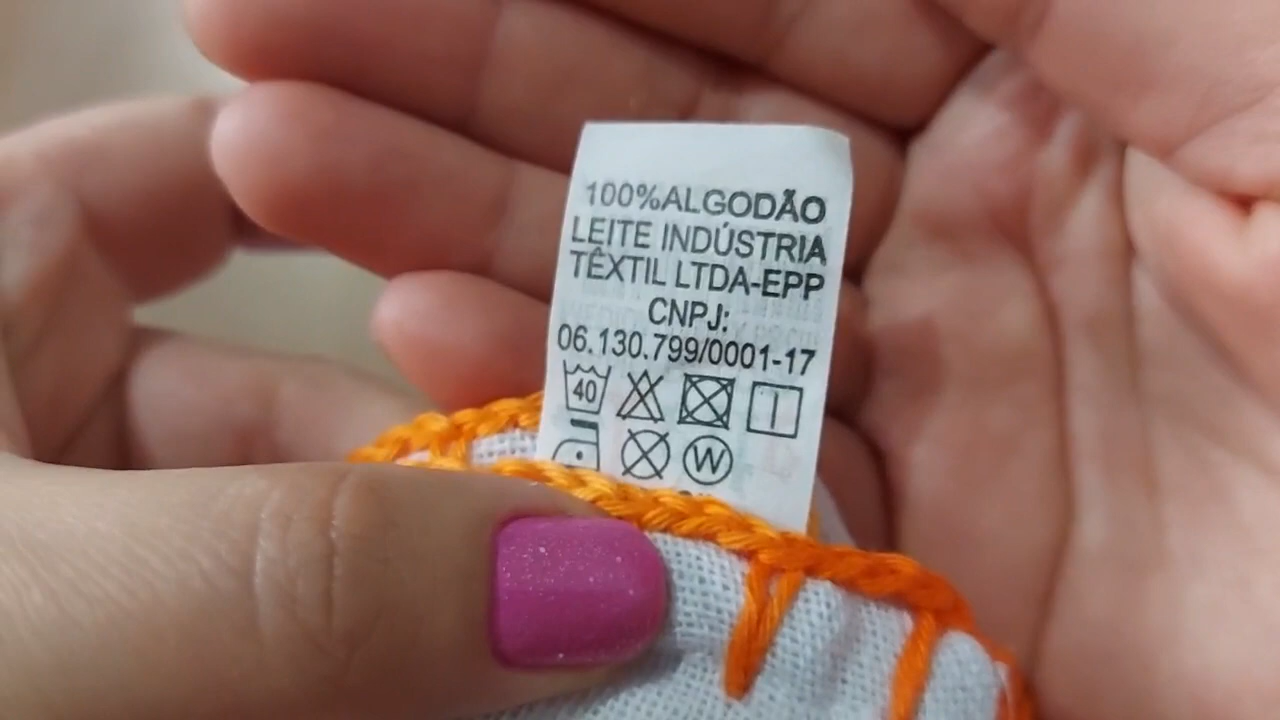 100%ALGODÃO
LEITE INDÚSTRIA
TÊXTIL LTDA-EPP
CNPJ:
06.130.799/0001-17
40
W